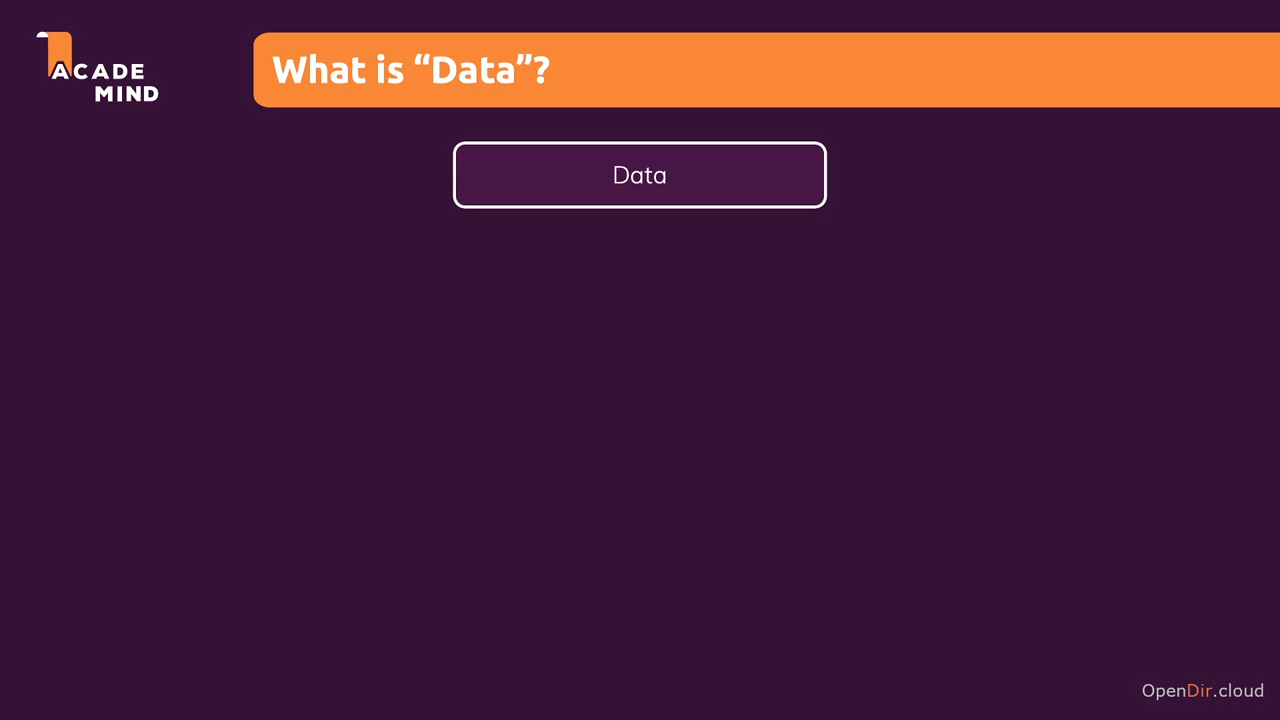 ACADE
MIND
What is “Data”?
Data
OpenDir.cloud